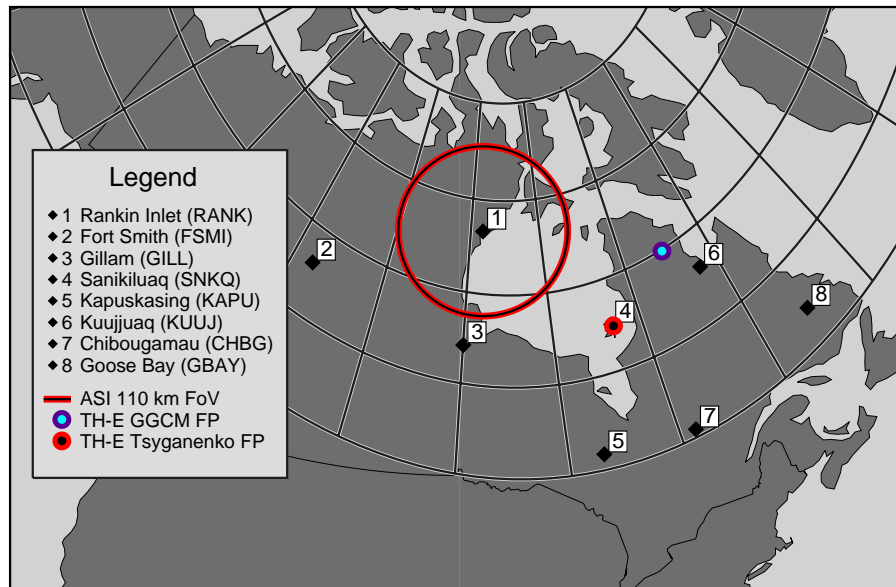 Legend
1 Rankin Inlet (RANK)
2 Fort Smith (FSMI)
3 Gillam (GILL)
4 Sanikiluaq (SNKQ)
5 Kapuskasing (KAPU)
6 Kuujjuaq (KUUJ)
7 Chibougamau (CHBG)
8 Goose Bay (GBAY)
ASI 110 km FoV
TH-E GGCM FP
TH-E Tsyganenko FP
1
2
6
8
4
3
7
5